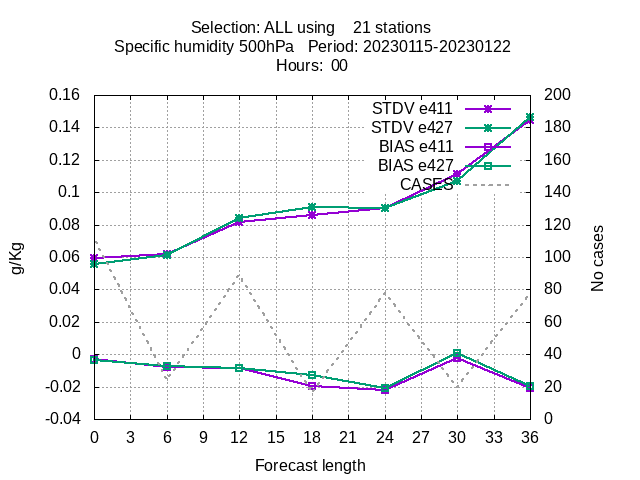 Selection: ALL using    21 stations
Specific humidity 500hPa   Period: 20230115-20230122
Hours:  00
0.16
0.14
0.12
0.1
0.08
0.06
0.04
0.02
0
-0.02
-0.04
g/Kg
STDV e411
STDV e427
BIAS e411
BIAS e427
CASES
200
180
160
140
120
100
80
60
40
20
0
No cases
0 3 6 9 12 15 18 21 24 27 30 33 36
Forecast length